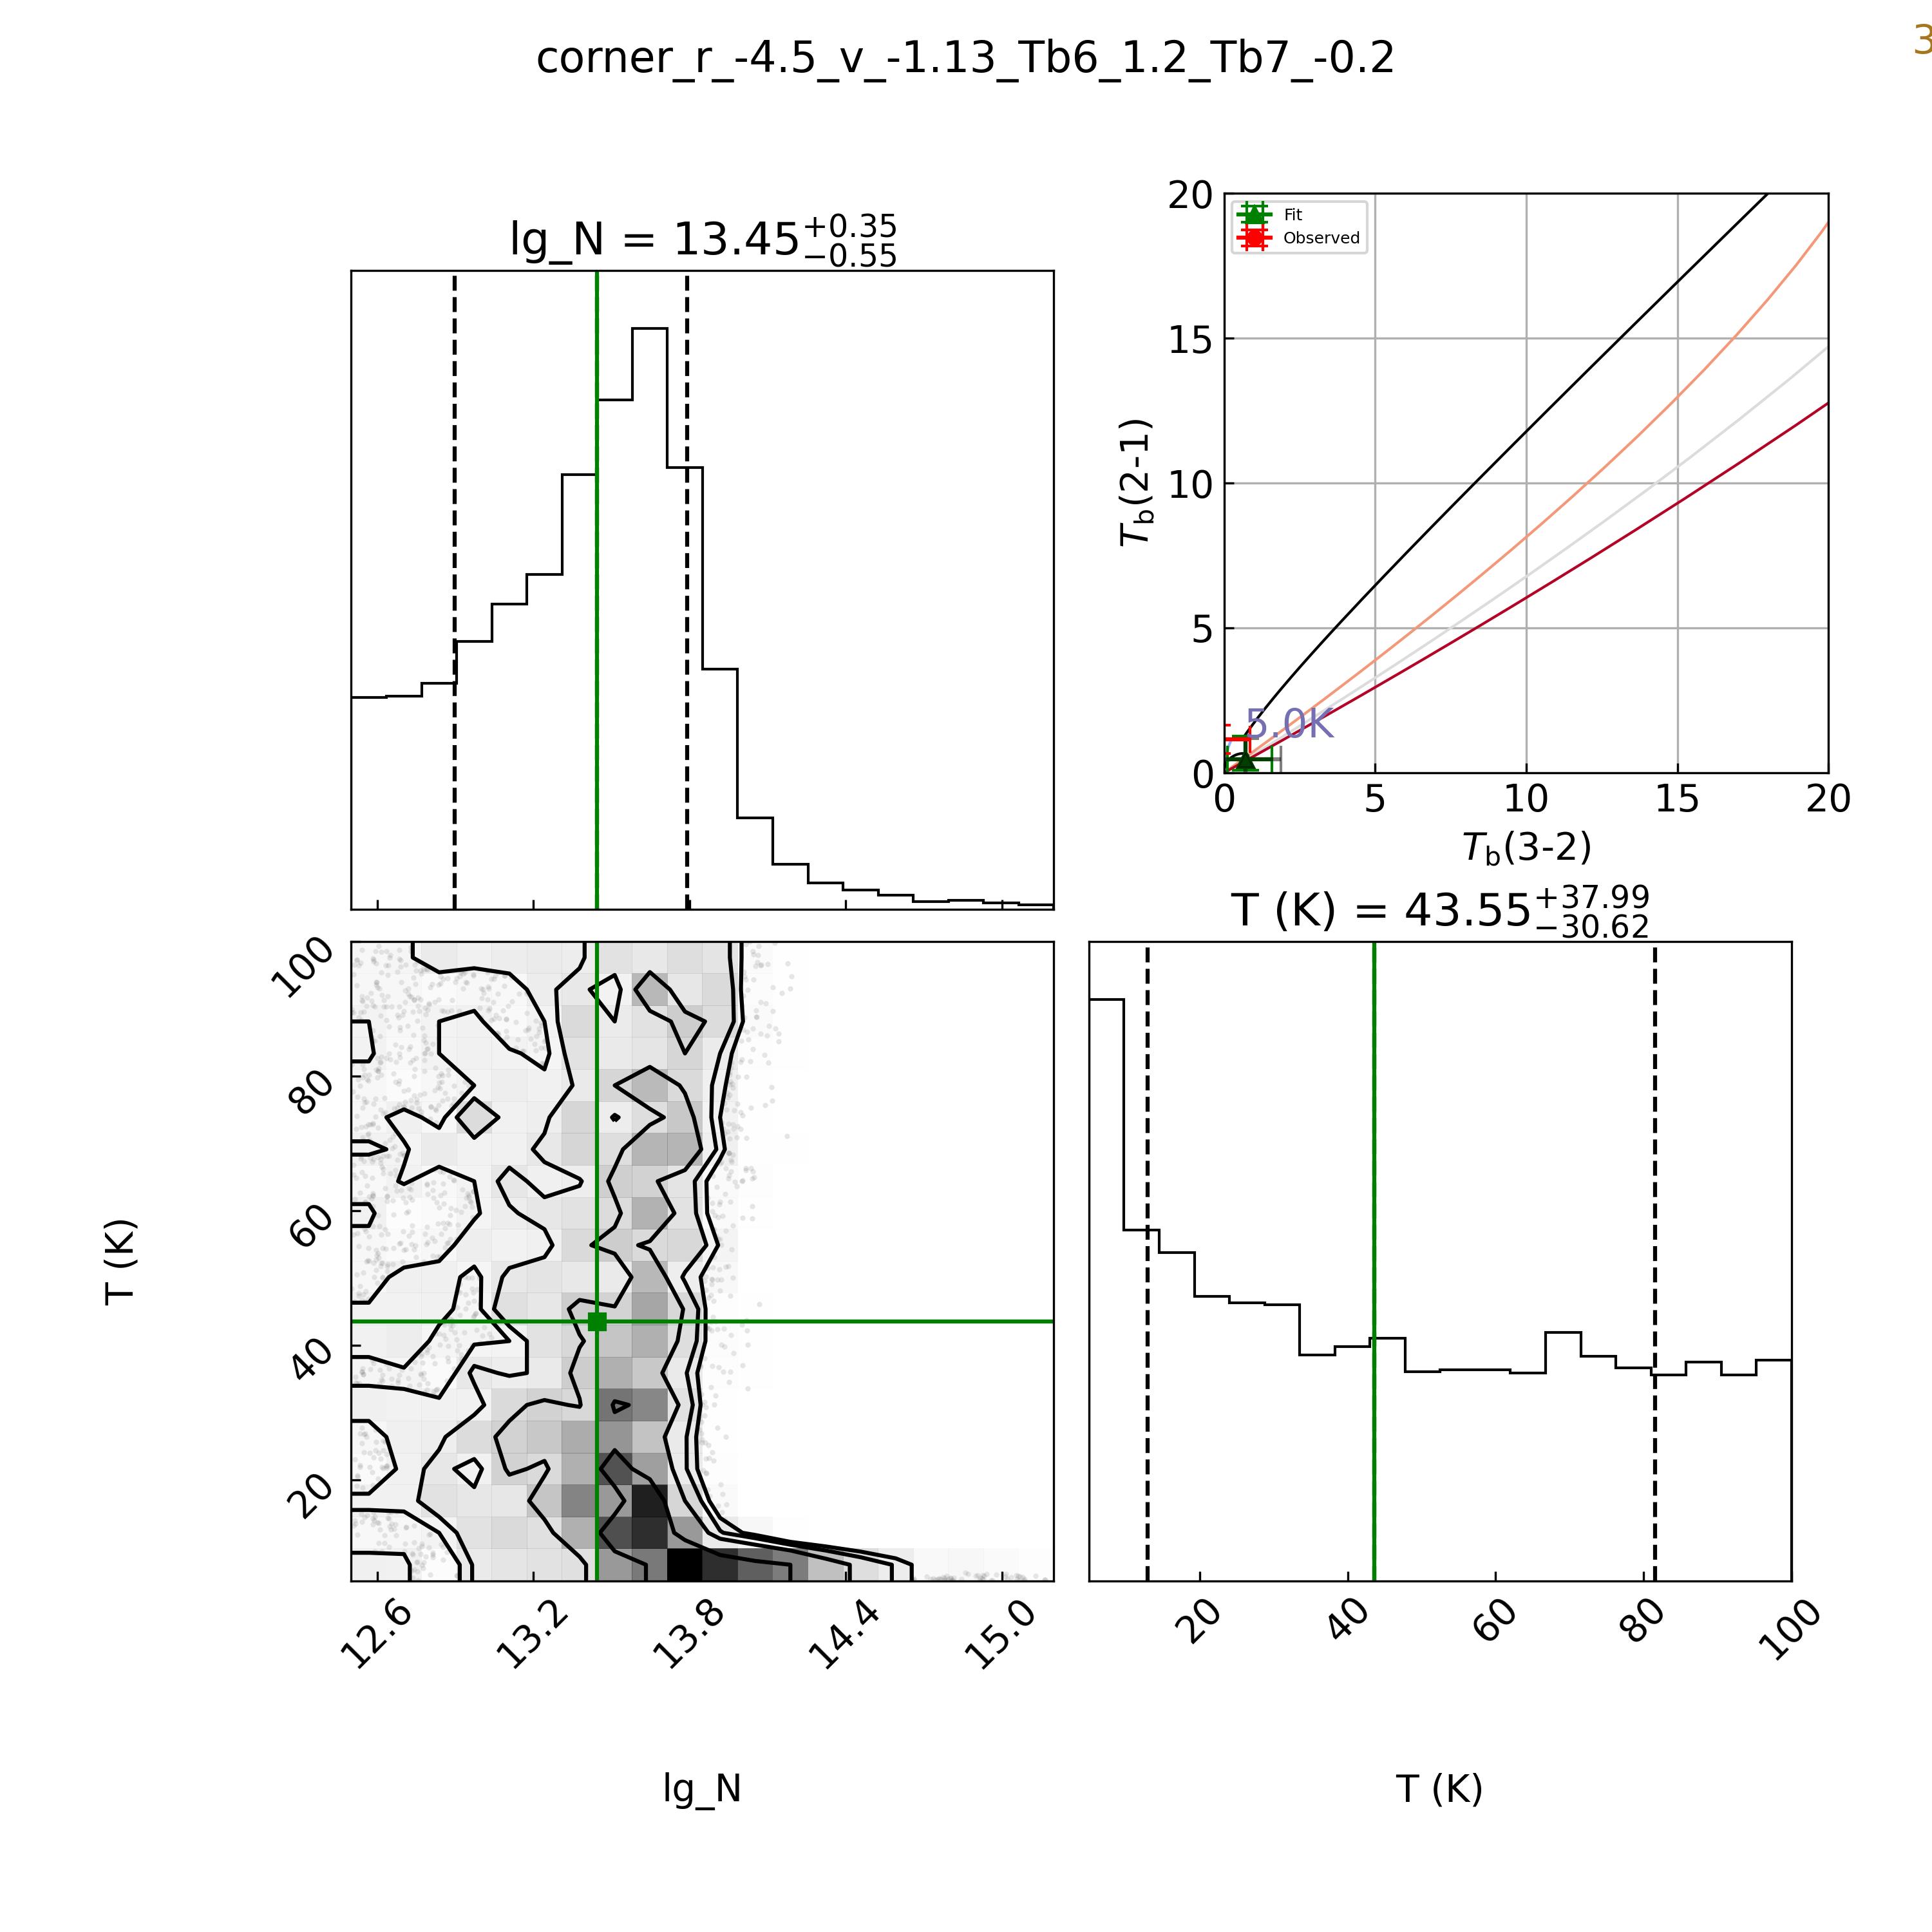 3
corner_r_-4.5_v_-1.13_Tb6_1.2_Tb7_-0.2
lg_N = 13.45 +0.35 −0.55
20
15
10
5
0
T_b(2-1)
Fit
Observed
5.0K
0 5 10 15 20
T_b(3-2)
T (K) = 43.55 +37.99 −30.62
100
80
60
40
20
T (K)
12.6 13.2 13.8 14.4 15.0
lg_N
20 40 60 80 100
T (K)